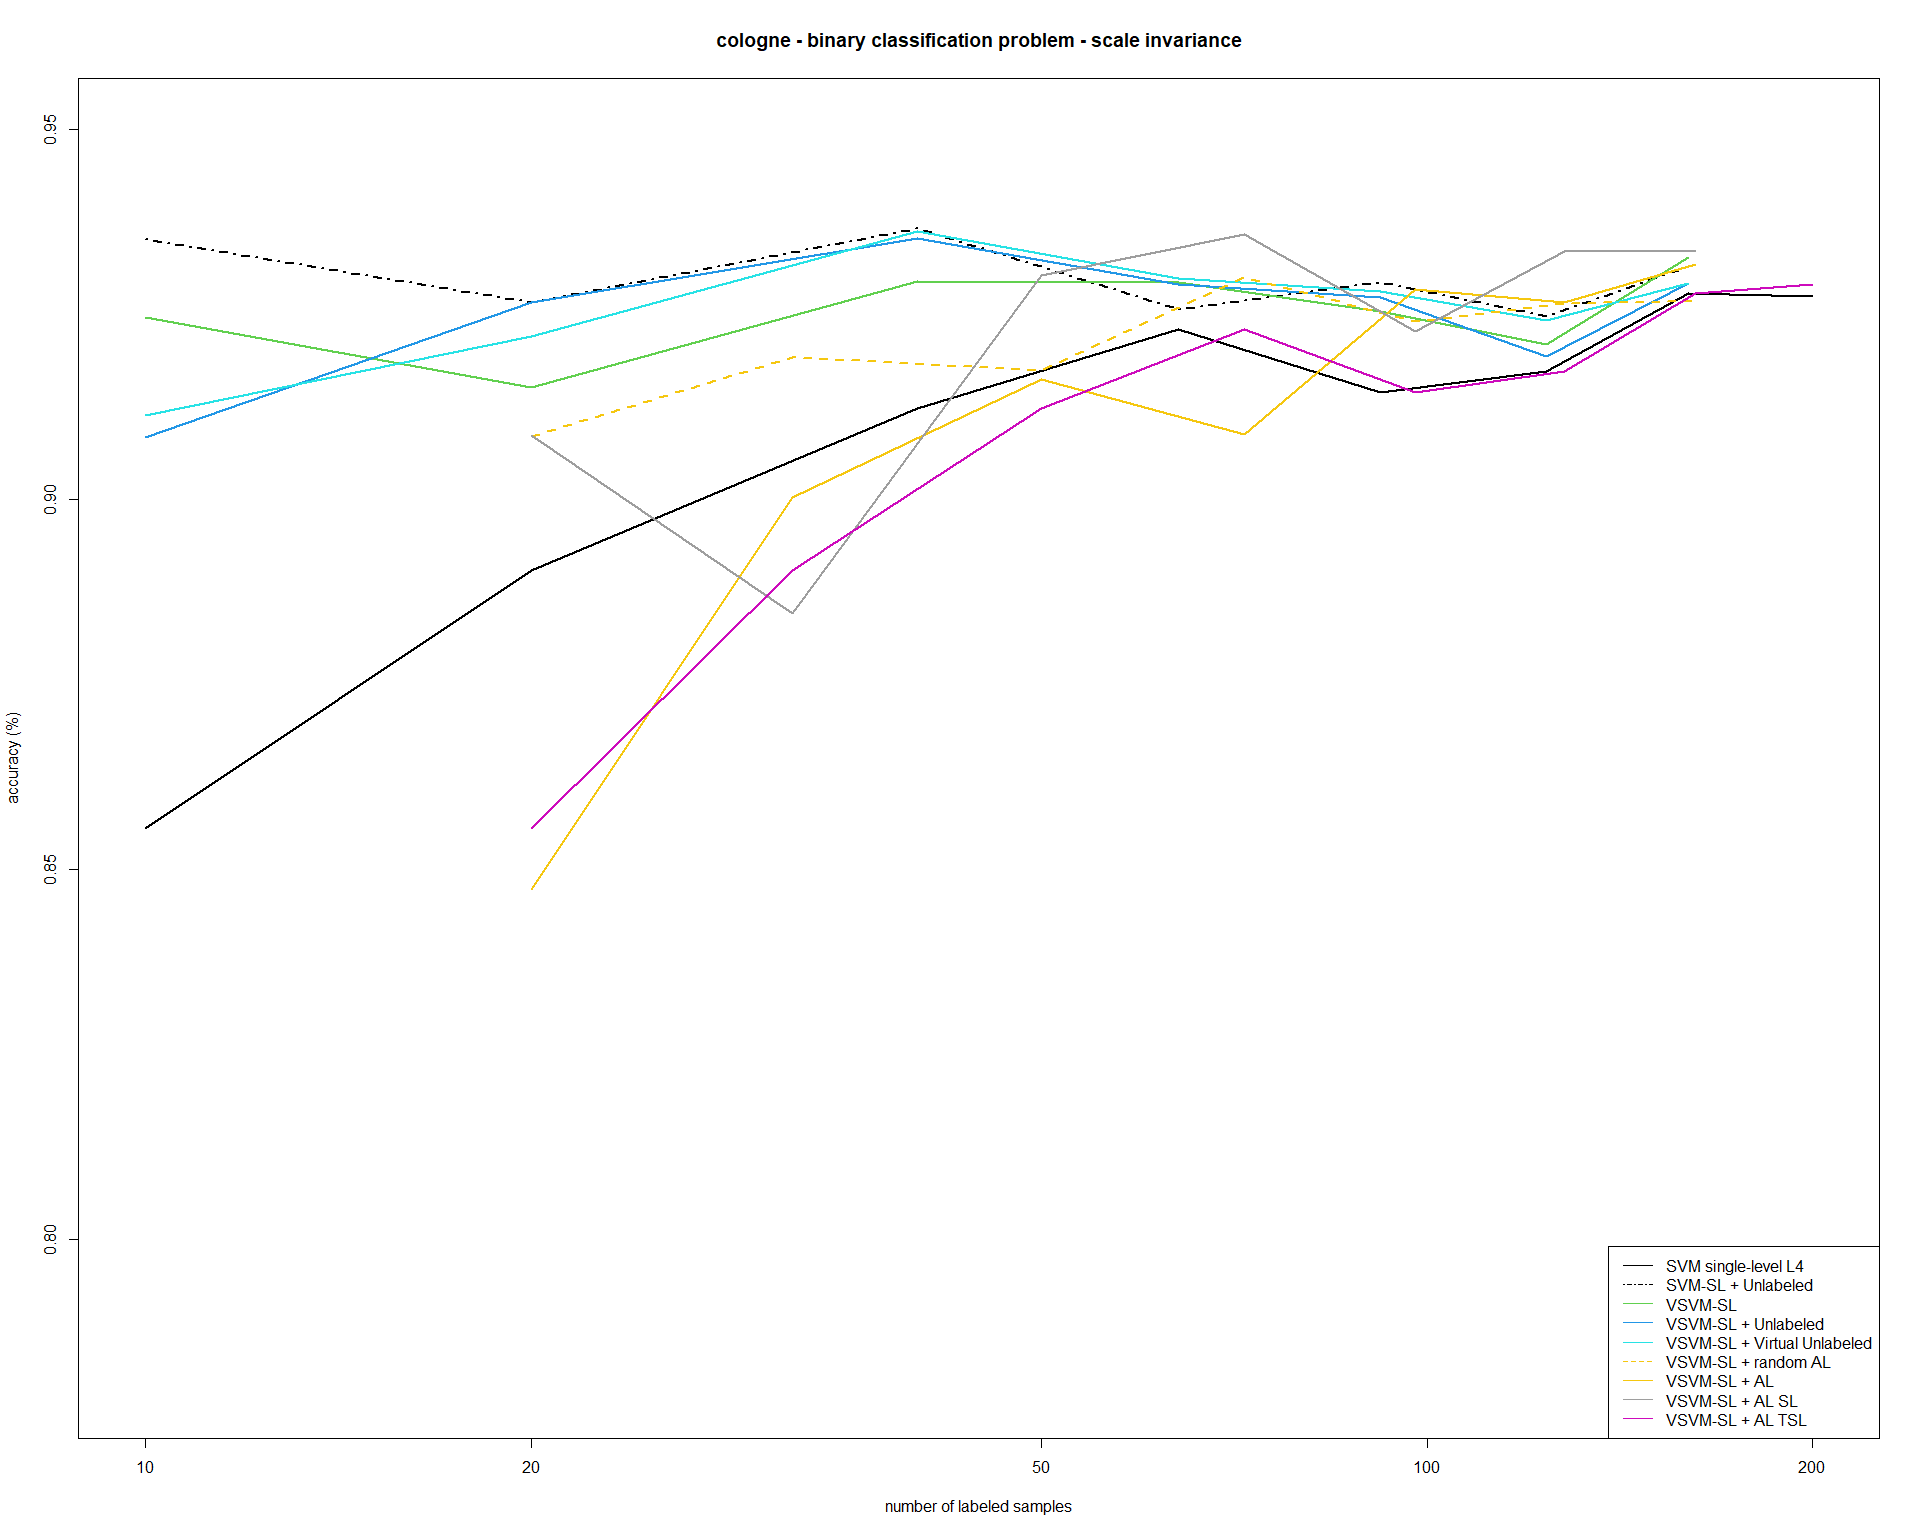 cologne - binary classification problem - scale invariance
0.95
0.90
0.85
0.80
accuracy (%)
10 20 50 100 200
number of labeled samples
SVM single-level L4
SVM-SL + Unlabeled
VSVM-SL
VSVM-SL + Unlabeled
VSVM-SL + Virtual Unlabeled
VSVM-SL + random AL
VSVM-SL + AL
VSVM-SL + AL SL
VSVM-SL + AL TSL